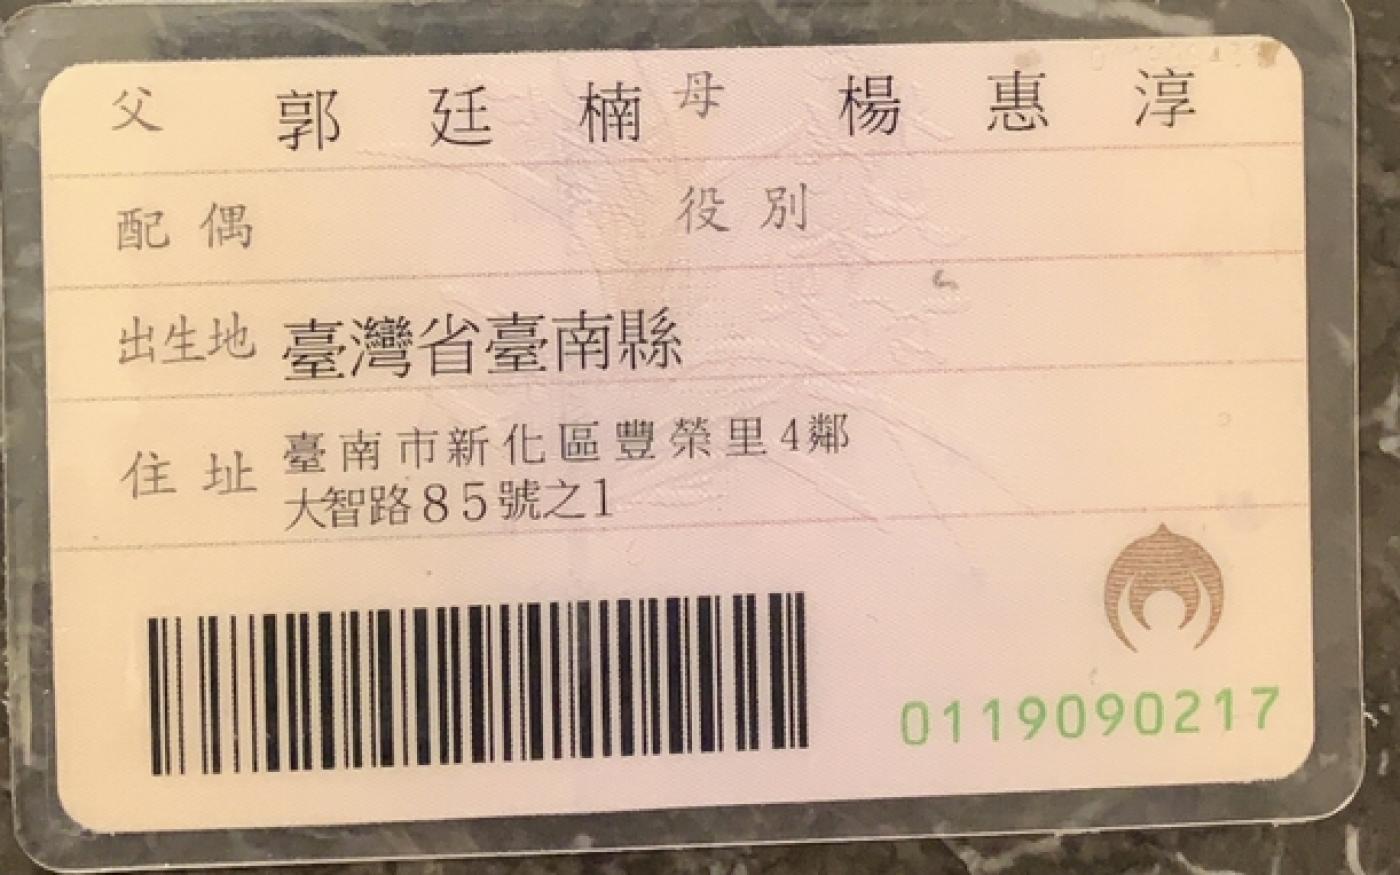 父 郭廷楠 母 楊惠淳
配偶 役別
出生地 臺灣省臺南縣
住址 臺南市新化區豐榮里4鄰
大智路85號之1
0119090217